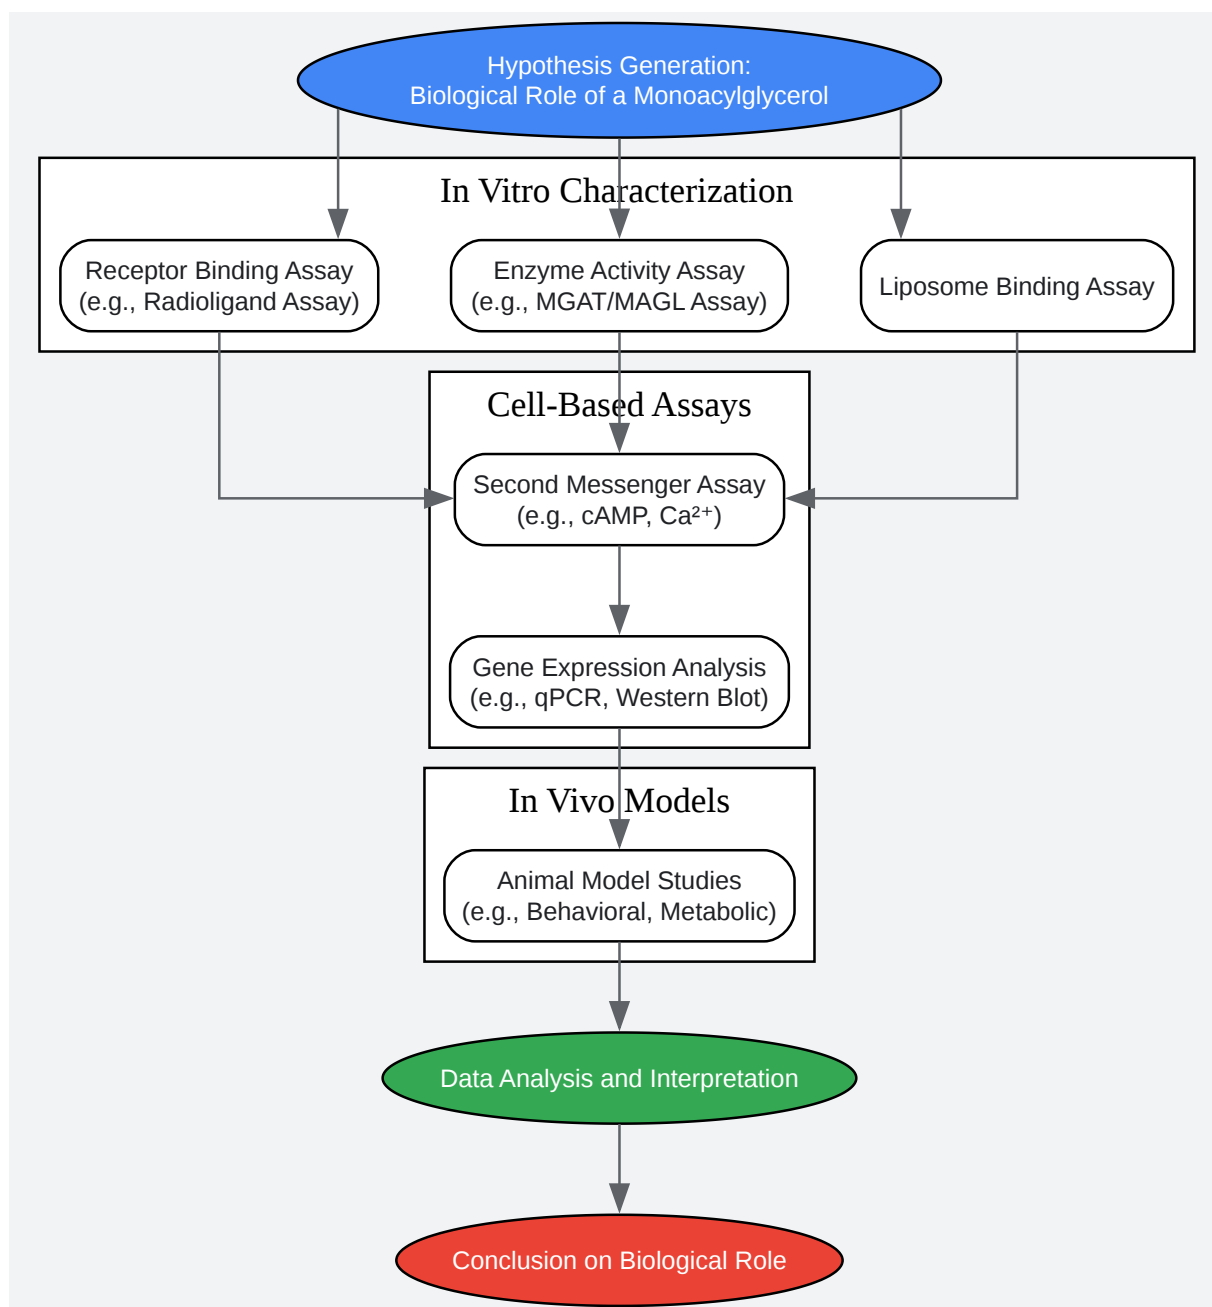 Hypothesis Generation:
Biological Role of a Monoacylglycerol
In Vitro Characterization
Receptor Binding Assay
(e.g., Radioligand Assay)
Enzyme Activity Assay
(e.g., MGAT/MAGL Assay)
Liposome Binding Assay
Cell-Based Assays
Second Messenger Assay
(e.g., cAMP, Ca²⁺)
Gene Expression Analysis
(e.g., qPCR, Western Blot)
In Vivo Models
Animal Model Studies
(e.g., Behavioral, Metabolic)
Data Analysis and Interpretation
Conclusion on Biological Role